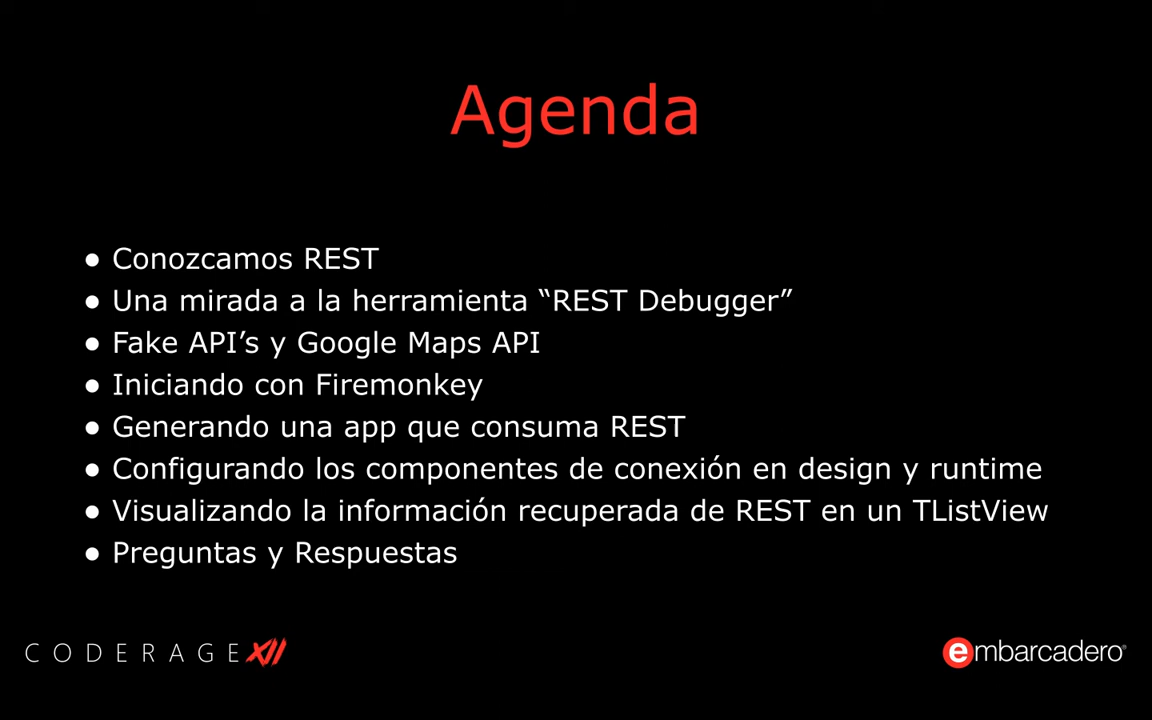 Agenda
● Conozcamos REST
● Una mirada a la herramienta “REST Debugger”
● Fake API’s y Google Maps API
● Iniciando con Firemonkey
● Generando una app que consuma REST
● Configurando los componentes de conexión en design y runtime
● Visualizando la información recuperada de REST en un TListView
● Preguntas y Respuestas
CODERAGE XII
embarcadero®